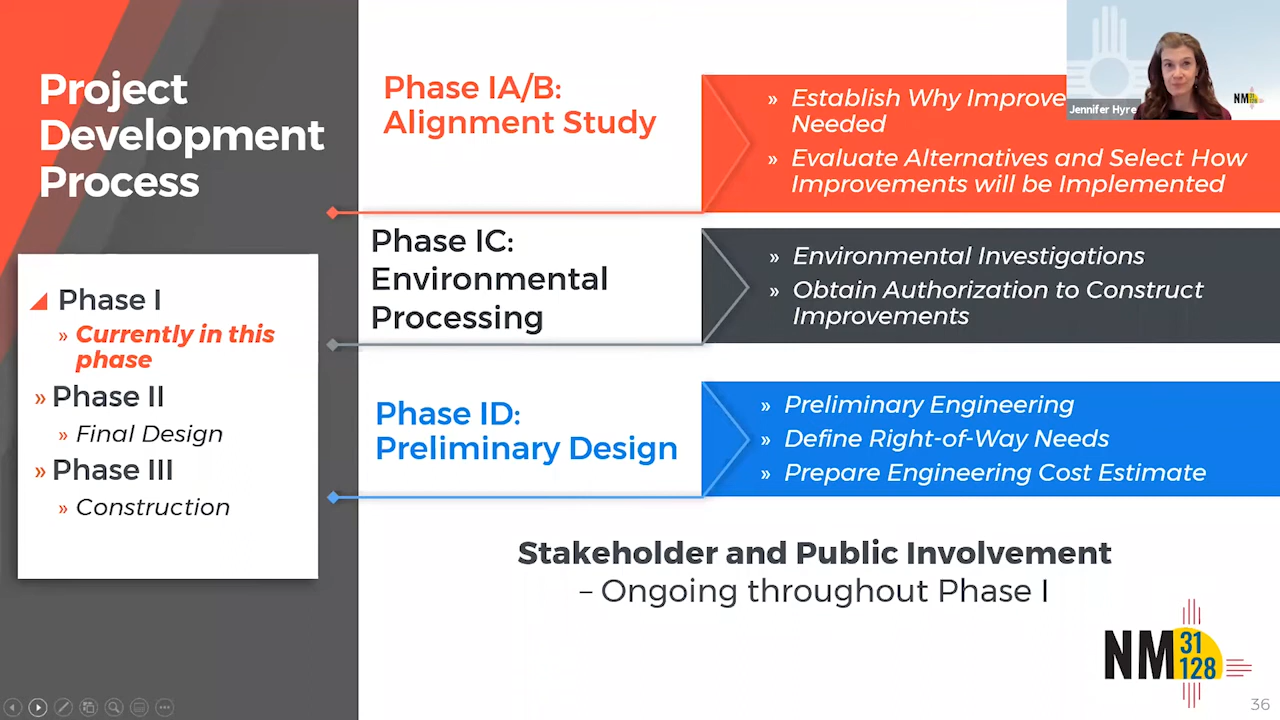 Project
Development
Process
Phase I
» Currently in this
phase
» Phase II
» Final Design
» Phase III
» Construction
Phase IA/B:
Alignment Study
» Establish Why
Needed
» Evaluate Alternatives and Select How
Improvements will be Implemented
Phase IC:
Environmental
Processing
» Environmental Investigations
» Obtain Authorization to Construct
Improvements
Phase ID:
Preliminary Design
» Preliminary Engineering
» Define Right-of-Way Needs
» Prepare Engineering Cost Estimate
Stakeholder and Public Involvement
– Ongoing throughout Phase I
Jennifer Hyre
NM
NM 31
128
36